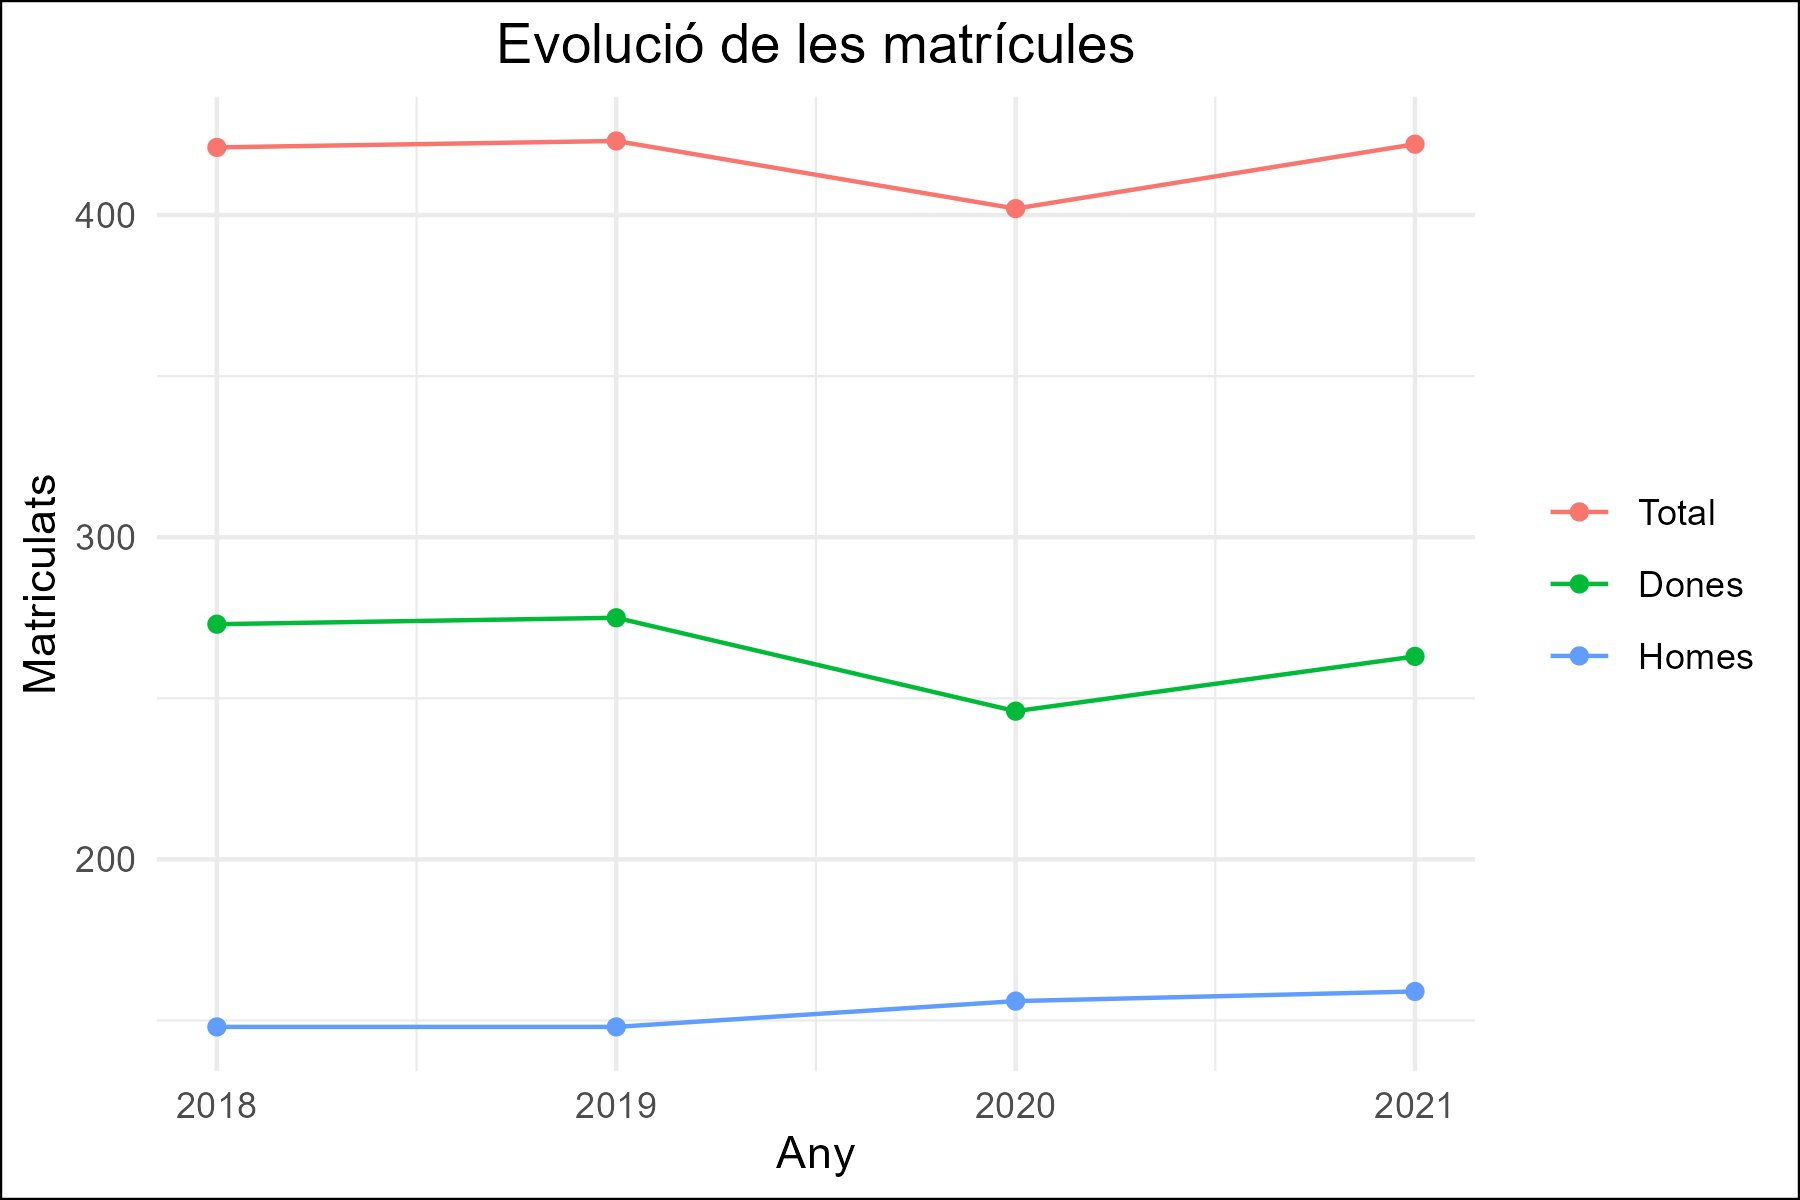 Evolució de les matrícules
Matriculats
400
300
200
2018
2019
2020
2021
Any
Total
Dones
Homes